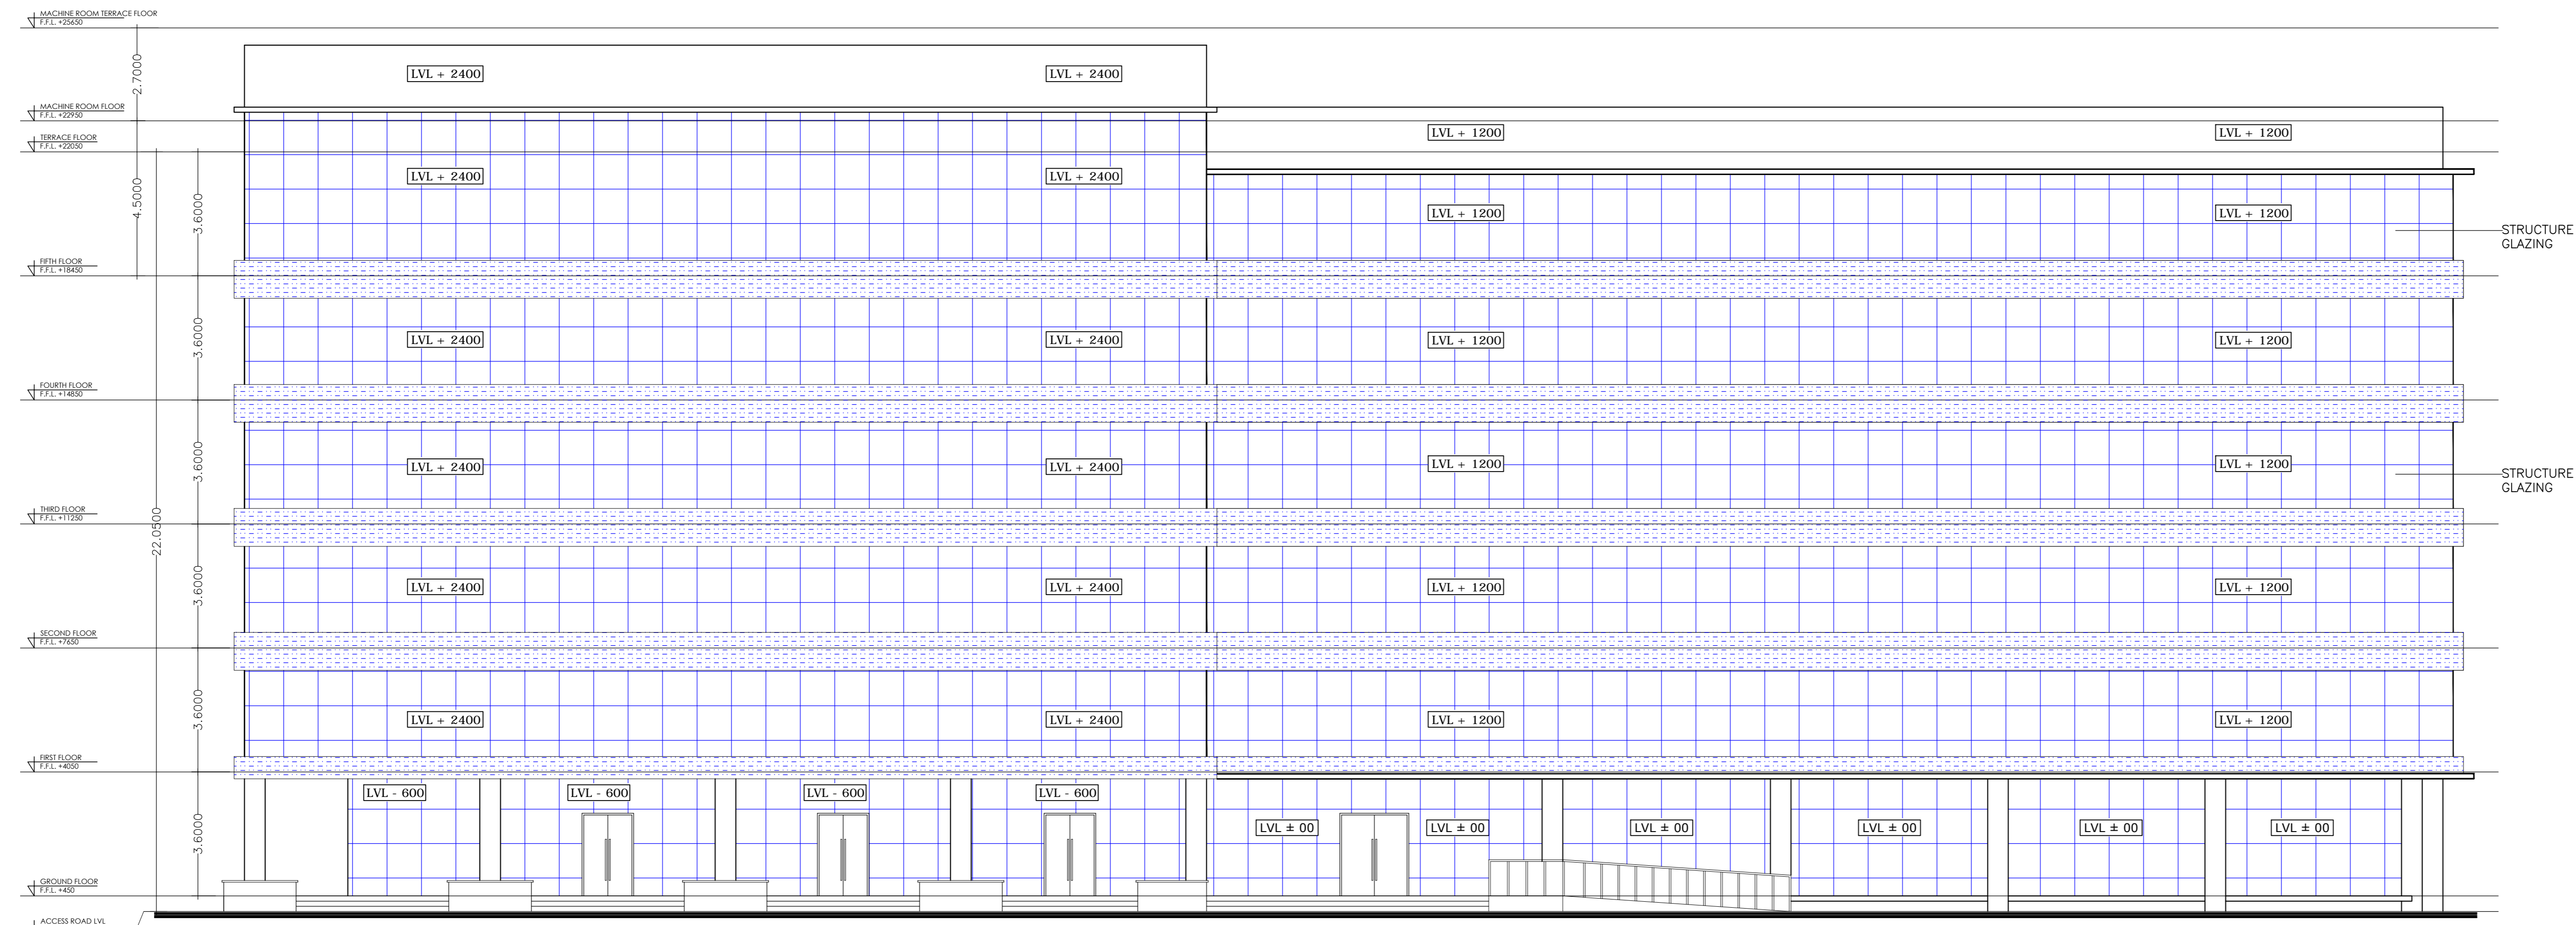 MACHINE ROOM TERRACE FLOOR
F.F.L. +25650
2.7000
LVL + 2400 LVL + 2400
MACHINE ROOM FLOOR
F.F.L. +22950
TERRACE FLOOR
F.F.L. +22050
LVL + 1200 LVL + 1200
LVL + 2400 LVL + 2400
4.5000
3.6000
LVL + 1200 LVL + 1200
STRUCTURE
GLAZING
FIFTH FLOOR
F.F.L. +18450
3.6000
LVL + 2400 LVL + 2400 LVL + 1200 LVL + 1200
FOURTH FLOOR
F.F.L. +14850
3.6000
LVL + 2400 LVL + 2400 LVL + 1200 LVL + 1200
STRUCTURE
GLAZING
THIRD FLOOR
F.F.L. +11250
22.0500
3.6000
LVL + 2400 LVL + 2400 LVL + 1200 LVL + 1200
SECOND FLOOR
F.F.L. +7650
3.6000
LVL + 2400 LVL + 2400 LVL + 1200 LVL + 1200
FIRST FLOOR
F.F.L. +4050
LVL - 600 LVL - 600 LVL - 600 LVL - 600
3.6000
LVL ± 00 LVL ± 00 LVL ± 00 LVL ± 00 LVL ± 00 LVL ± 00
GROUND FLOOR
F.F.L. +450
ACCESS ROAD LVL